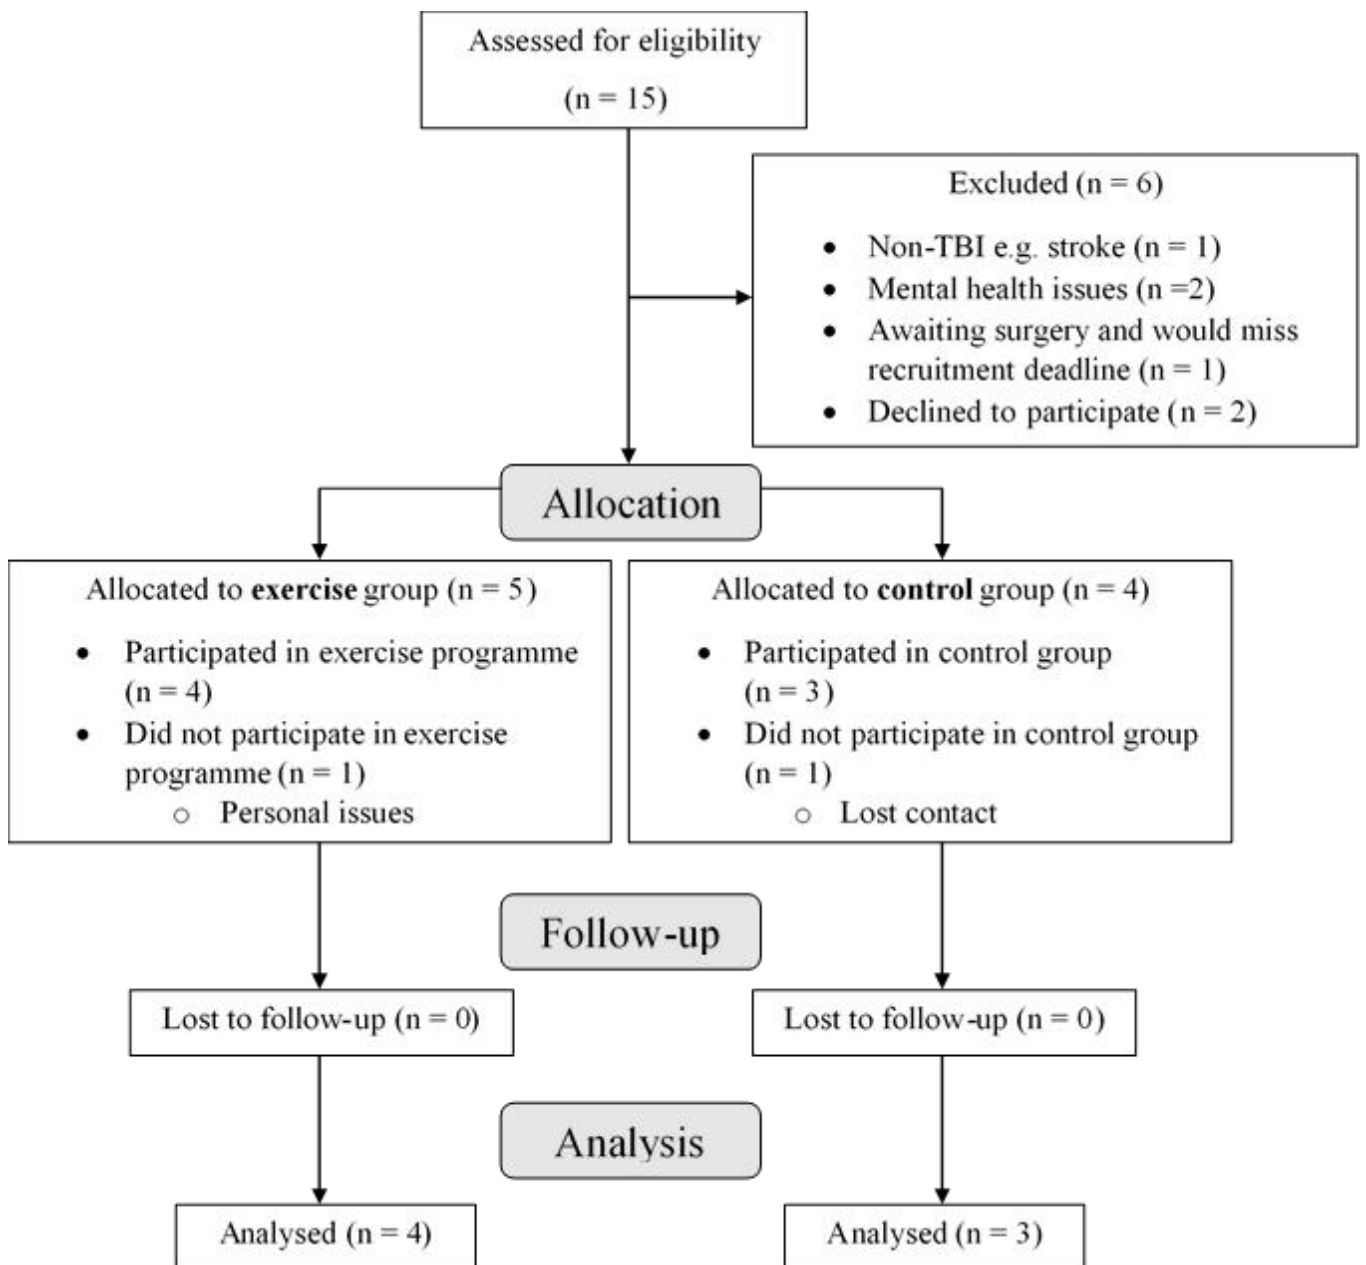 Assessed for eligibility
(n = 15)
Excluded (n = 6)
• Non-TBI e.g. stroke (n = 1)
• Mental health issues (n =2)
• Awaiting surgery and would miss
recruitment deadline (n = 1)
• Declined to participate (n = 2)
Allocation
Allocated to exercise group (n = 5)
• Participated in exercise programme
(n = 4)
• Did not participate in exercise
programme (n = 1)
o Personal issues
Allocated to control group (n = 4)
• Participated in control group
(n = 3)
• Did not participate in control group
(n = 1)
o Lost contact
Follow-up
Lost to follow-up (n = 0)
Lost to follow-up (n = 0)
Analysis
Analysed (n = 4)
Analysed (n = 3)